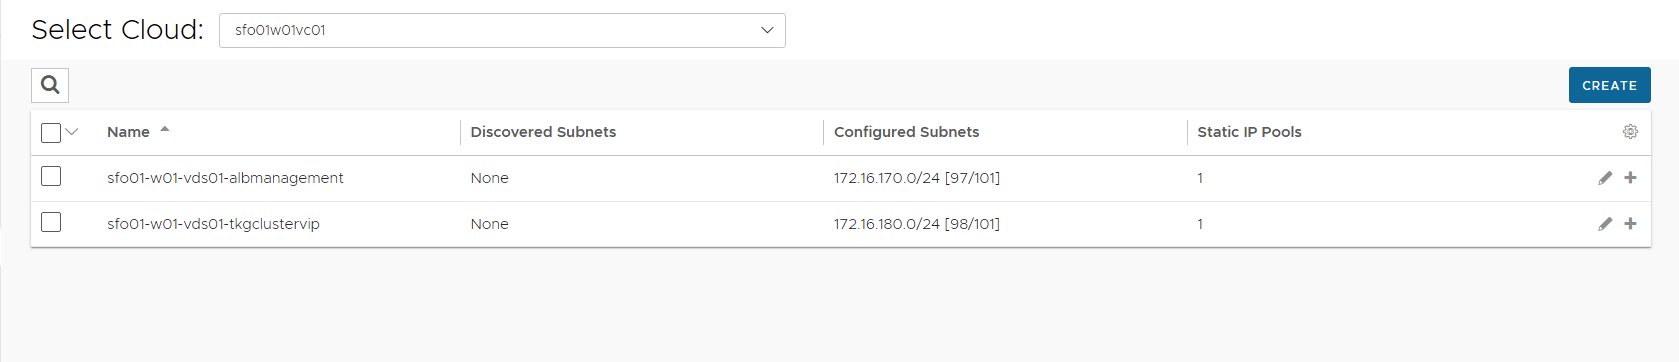 Select Cloud: sfo01w01vc01
CREATE
Name Discovered Subnets Configured Subnets Static IP Pools
sfo01-w01-vds01-albmanagement None 172.16.170.0/24 [97/101] 1
sfo01-w01-vds01-tkgclustervip None 172.16.180.0/24 [98/101] 1